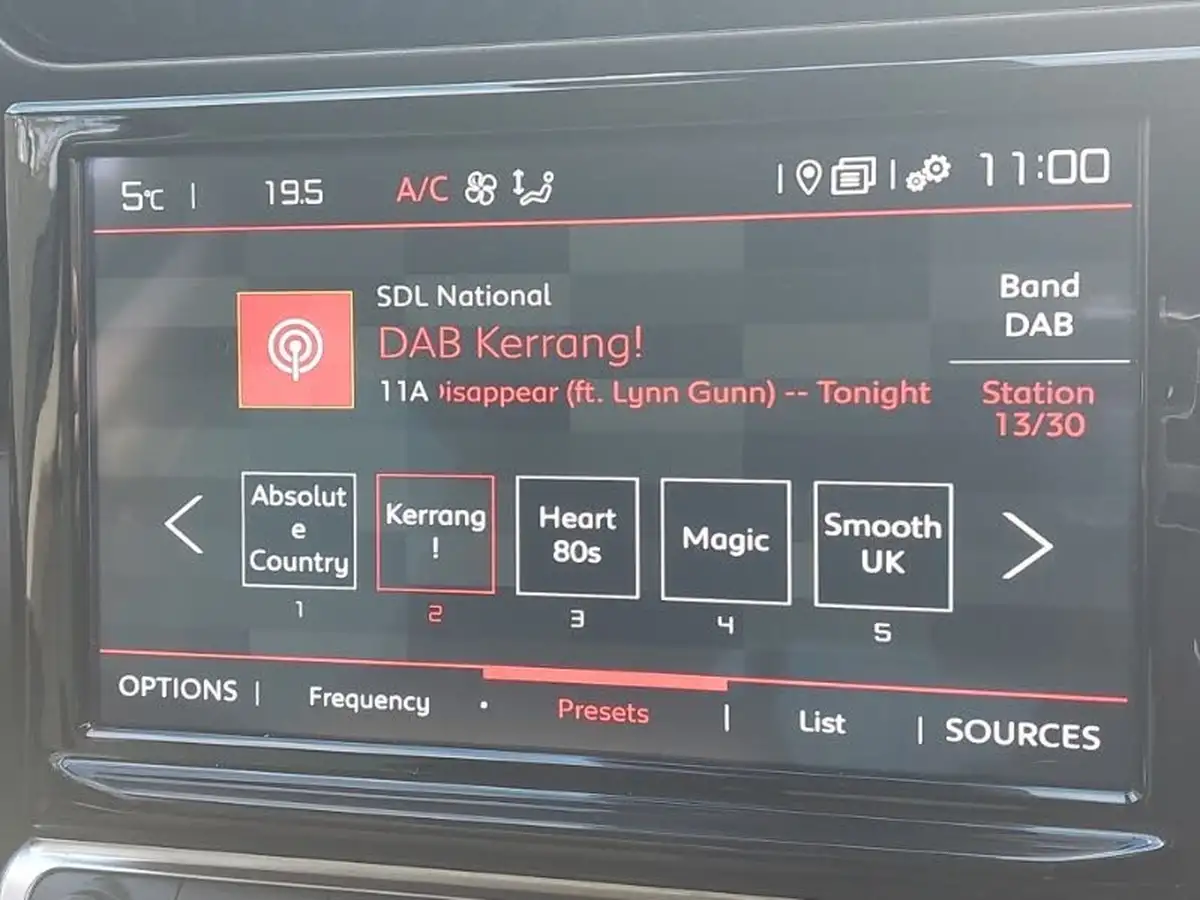 5°C | 19.5 A/C | | 11:00
SDL National
DAB Kerrang!
11A isappear (ft. Lynn Gunn) -- Tonight
Band
DAB
Station
13/30
Absolut
e
Country
1
Kerrang
!
2
Heart
80s
3
Magic
4
Smooth
UK
5
OPTIONS | Frequency · Presets | List | SOURCES